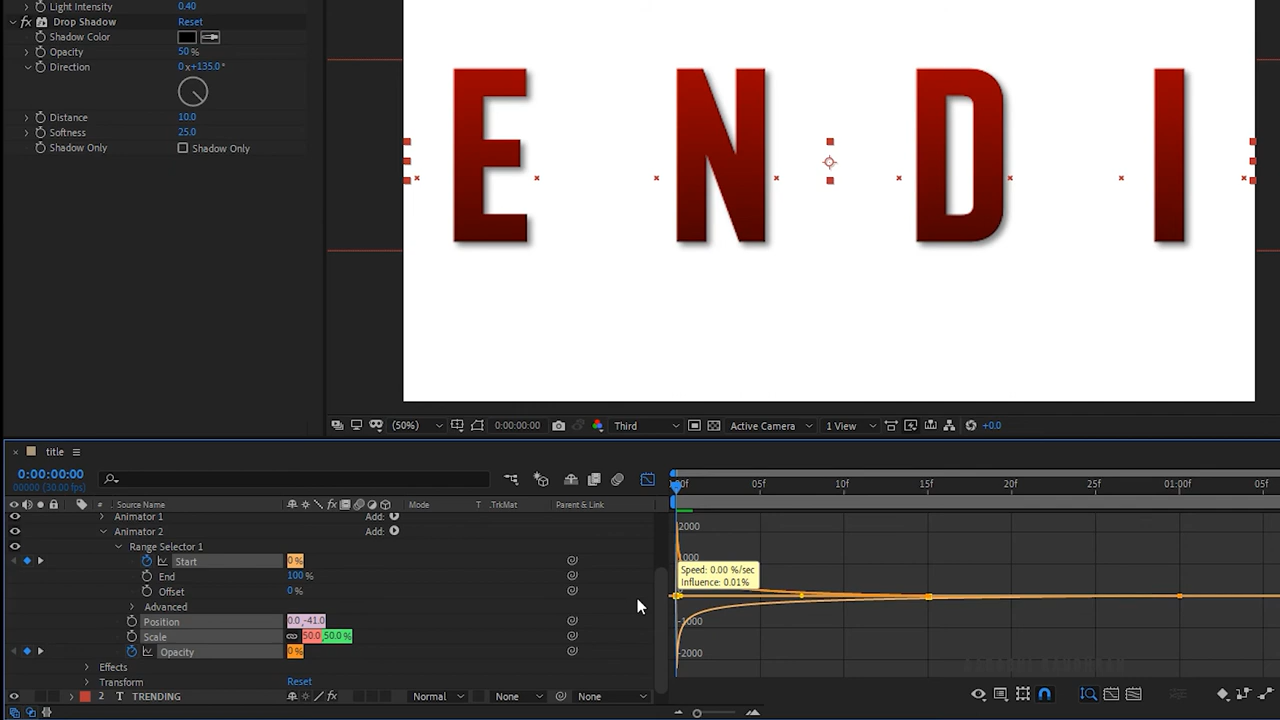 Light Intensity 0.40
fx Drop Shadow Reset
Shadow Color
Opacity 50 %
Direction 0 x+135.0°
Distance 10.0
Softness 25.0
Shadow Only Shadow Only
E N D I
(50%) 0:00:00:00 Third Active Camera 1 View +0.0
title
0:00:00:00
00000 (30.00 fps)
# Source Name fx Mode T .TrkMat Parent & Link
:00f 05f 10f 15f 20f 25f 01:00f 05f
Animator 1 Add:
Animator 2 Add:
Range Selector 1
Start 0 %
End 100 %
Offset 0 %
Advanced
Position 0.0,-41.0
Scale 50.0,50.0 %
Opacity 0 %
Effects
Transform Reset
2 T TRENDING fx Normal None None
2000
1000
Speed: 0.00 %/sec
Influence: 0.01%
-1000
-2000